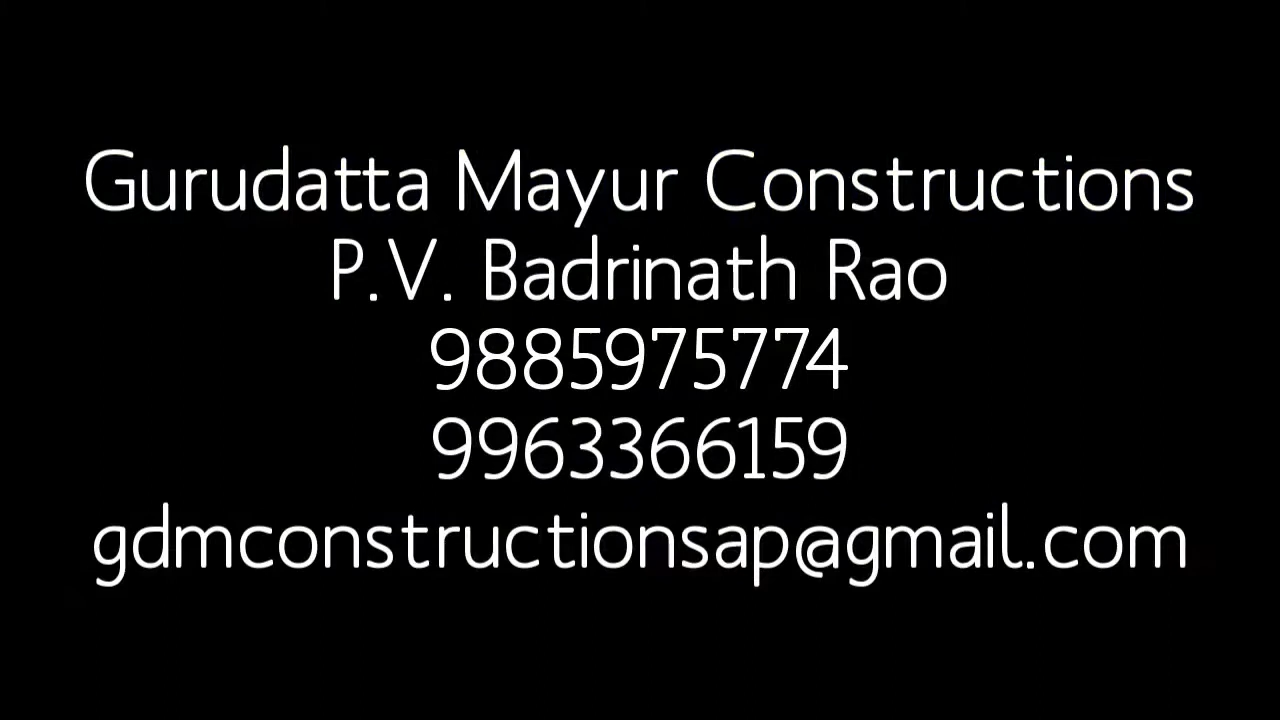 Gurudatta Mayur Constructions
P.V. Badrinath Rao
9885975774
9963366159
gdmconstructionsap@gmail.com